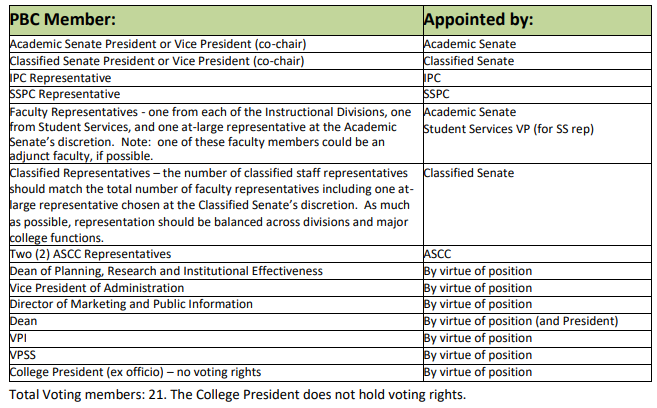 PBC Member: Appointed by:
Academic Senate President or Vice President (co-chair) Academic Senate
Classified Senate President or Vice President (co-chair) Classified Senate
IPC Representative IPC
SSPC Representative SSPC
Faculty Representatives - one from each of the Instructional Divisions, one Academic Senate
from Student Services, and one at-large representative at the Academic Student Services VP (for SS rep)
Senate’s discretion.  Note:  one of these faculty members could be an
adjunct faculty, if possible.
Classified Representatives – the number of classified staff representatives Classified Senate
should match the total number of faculty representatives including one at-
large representative chosen at the Classified Senate’s discretion.  As much
as possible, representation should be balanced across divisions and major
college functions.
Two (2) ASCC Representatives ASCC
Dean of Planning, Research and Institutional Effectiveness By virtue of position
Vice President of Administration By virtue of position
Director of Marketing and Public Information By virtue of position
Dean By virtue of position (and President)
VPI By virtue of position
VPSS By virtue of position
College President (ex officio) – no voting rights By virtue of position
Total Voting members: 21. The College President does not hold voting rights.